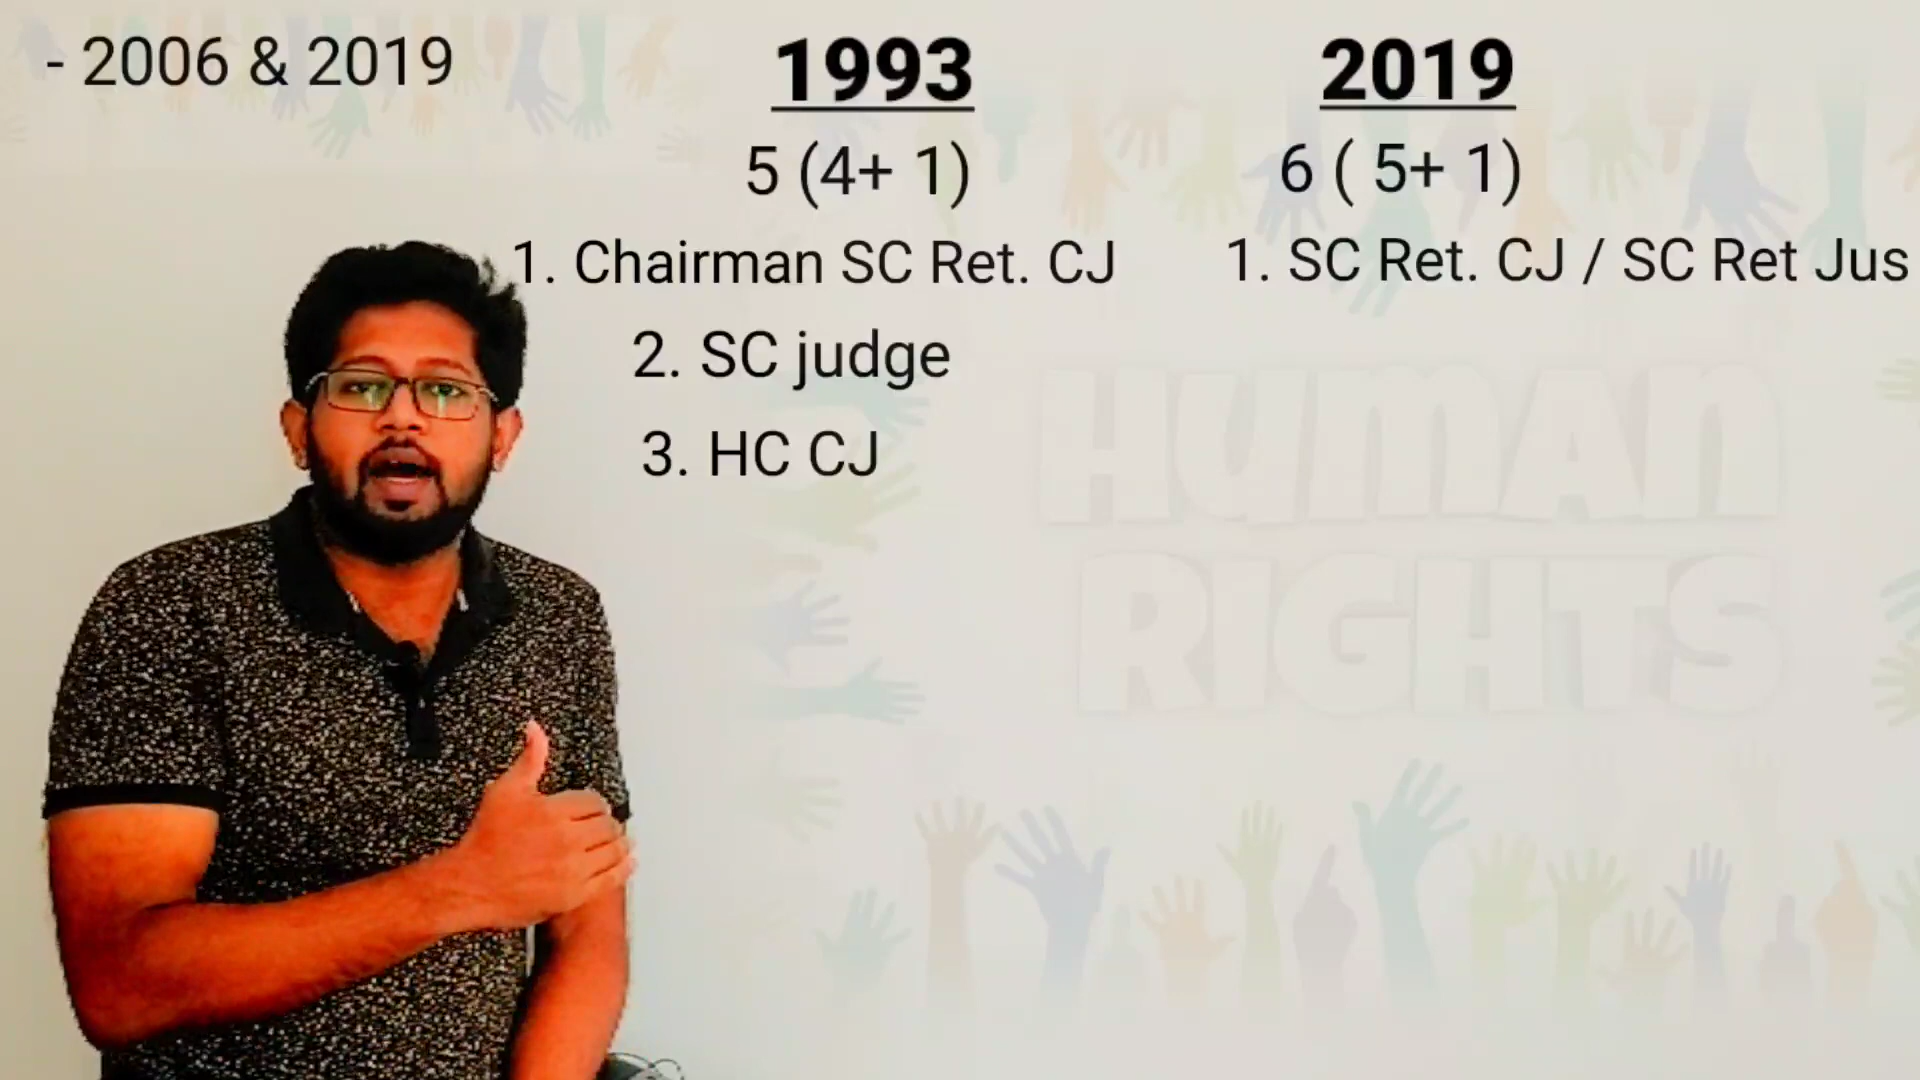 - 2006 & 2019
1993
5 (4+ 1)
1. Chairman SC Ret. CJ
2. SC judge
3. HC CJ
2019
6 ( 5+ 1)
1. SC Ret. CJ / SC Ret Jus
HUMAN
RIGHTS